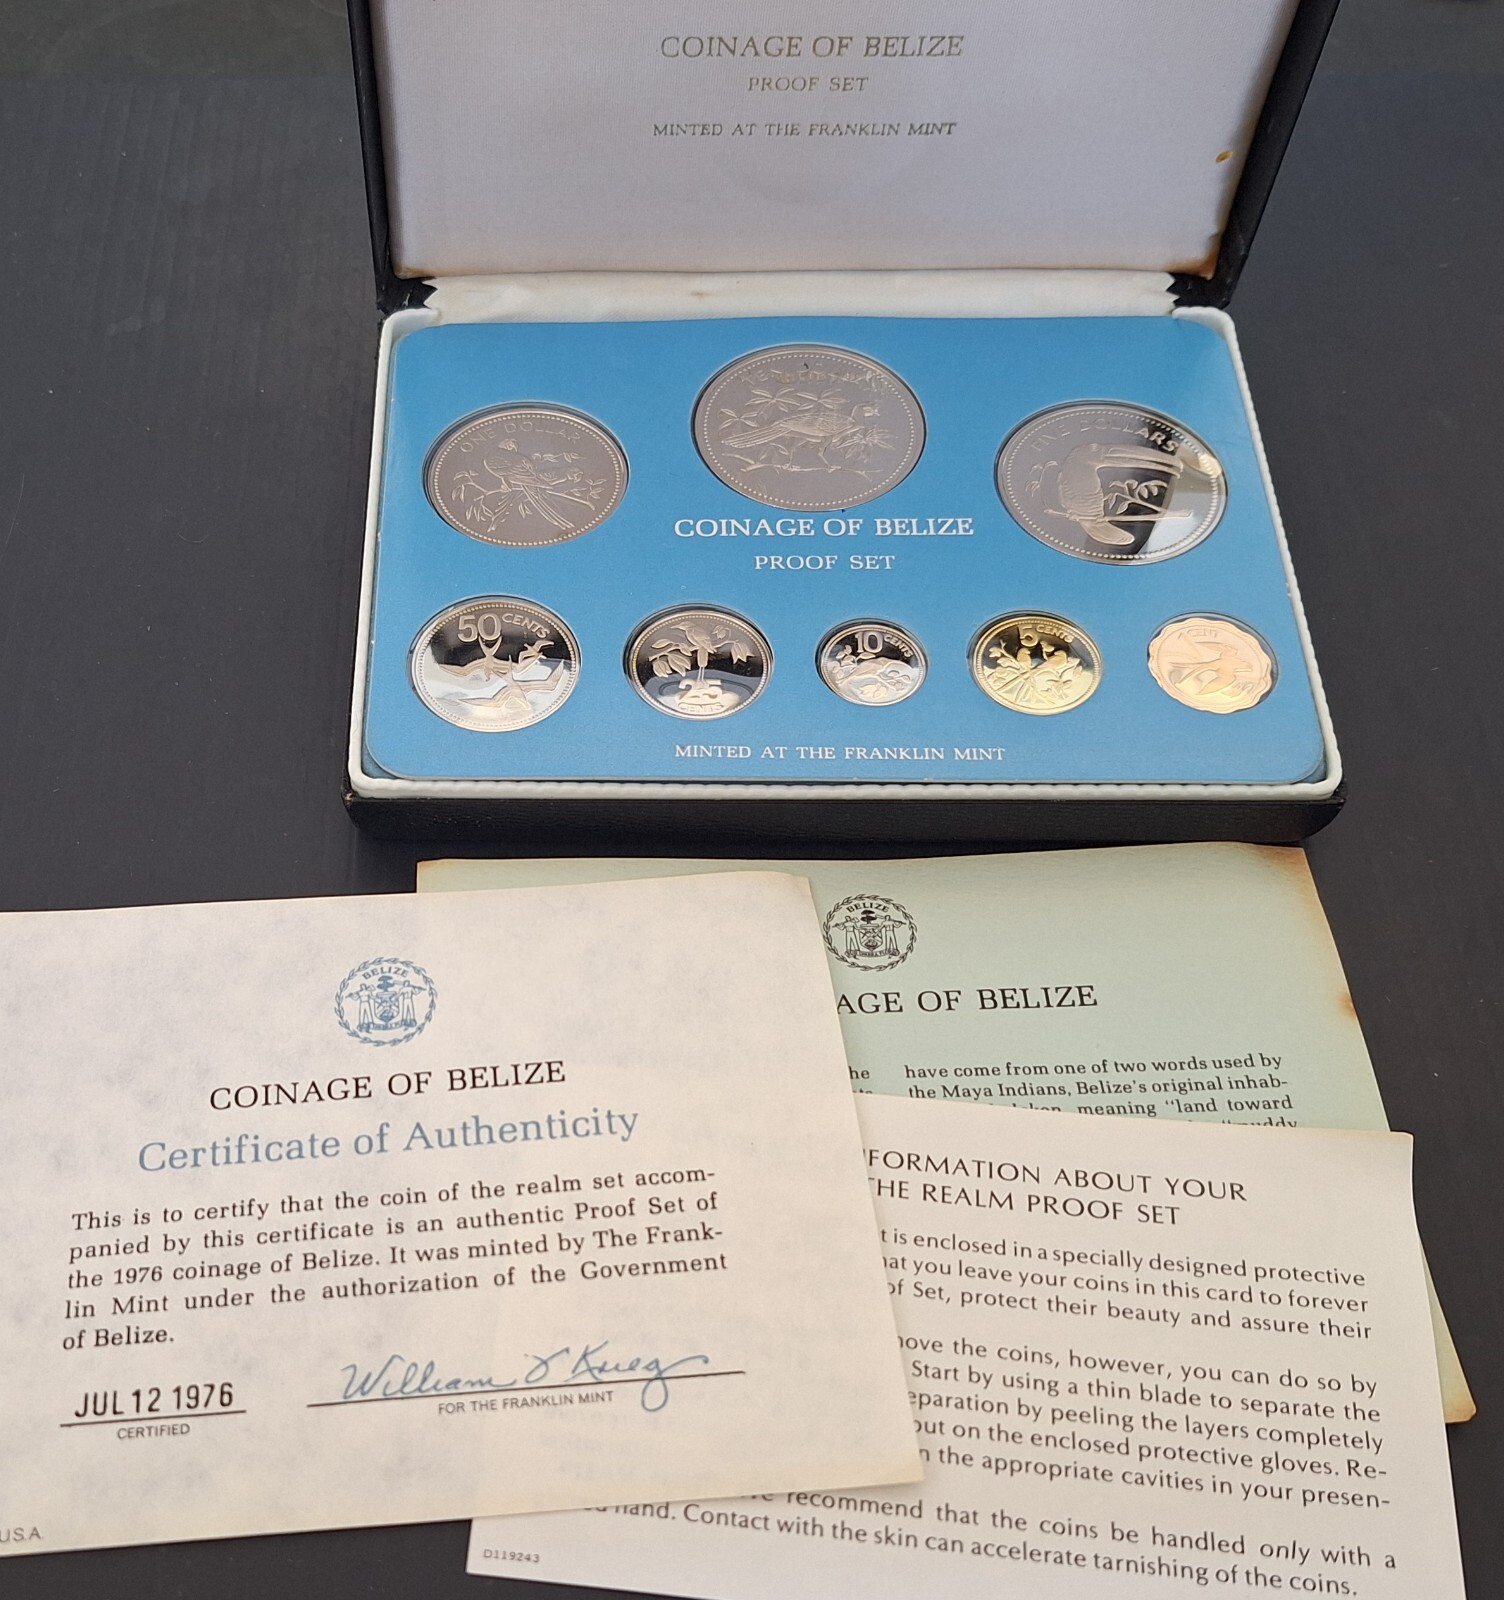 COINAGE OF BELIZE
PROOF SET
MINTED AT THE FRANKLIN MINT
ONE DOLLAR
FIVE DOLLARS
COINAGE OF BELIZE
PROOF SET
50 CENTS
25 CENTS
10 CENTS
5 CENTS
1 CENT
MINTED AT THE FRANKLIN MINT
BELIZE
COINAGE OF BELIZE
Certificate of Authenticity
This is to certify that the coin of the realm set accom-
panied by this certificate is an authentic Proof Set of
the 1976 coinage of Belize. It was minted by The Frank-
lin Mint under the authorization of the Government
of Belize.
JUL 12 1976
CERTIFIED
William Krieg
FOR THE FRANKLIN MINT
U.S.A.
BELIZE
AGE OF BELIZE
he
have come from one of two words used by
the Maya Indians, Belize's original inhab-
meaning "land toward
FORMATION ABOUT YOUR
THE REALM PROOF SET
t is enclosed in a specially designed protective
hat you leave your coins in this card to forever
of Set, protect their beauty and assure their
ove the coins, however, you can do so by
Start by using a thin blade to separate the
eparation by peeling the layers completely
out on the enclosed protective gloves. Re-
n the appropriate cavities in your presen-
recommend that the coins be handled only with a
hand. Contact with the skin can accelerate tarnishing of the coins.
D119243